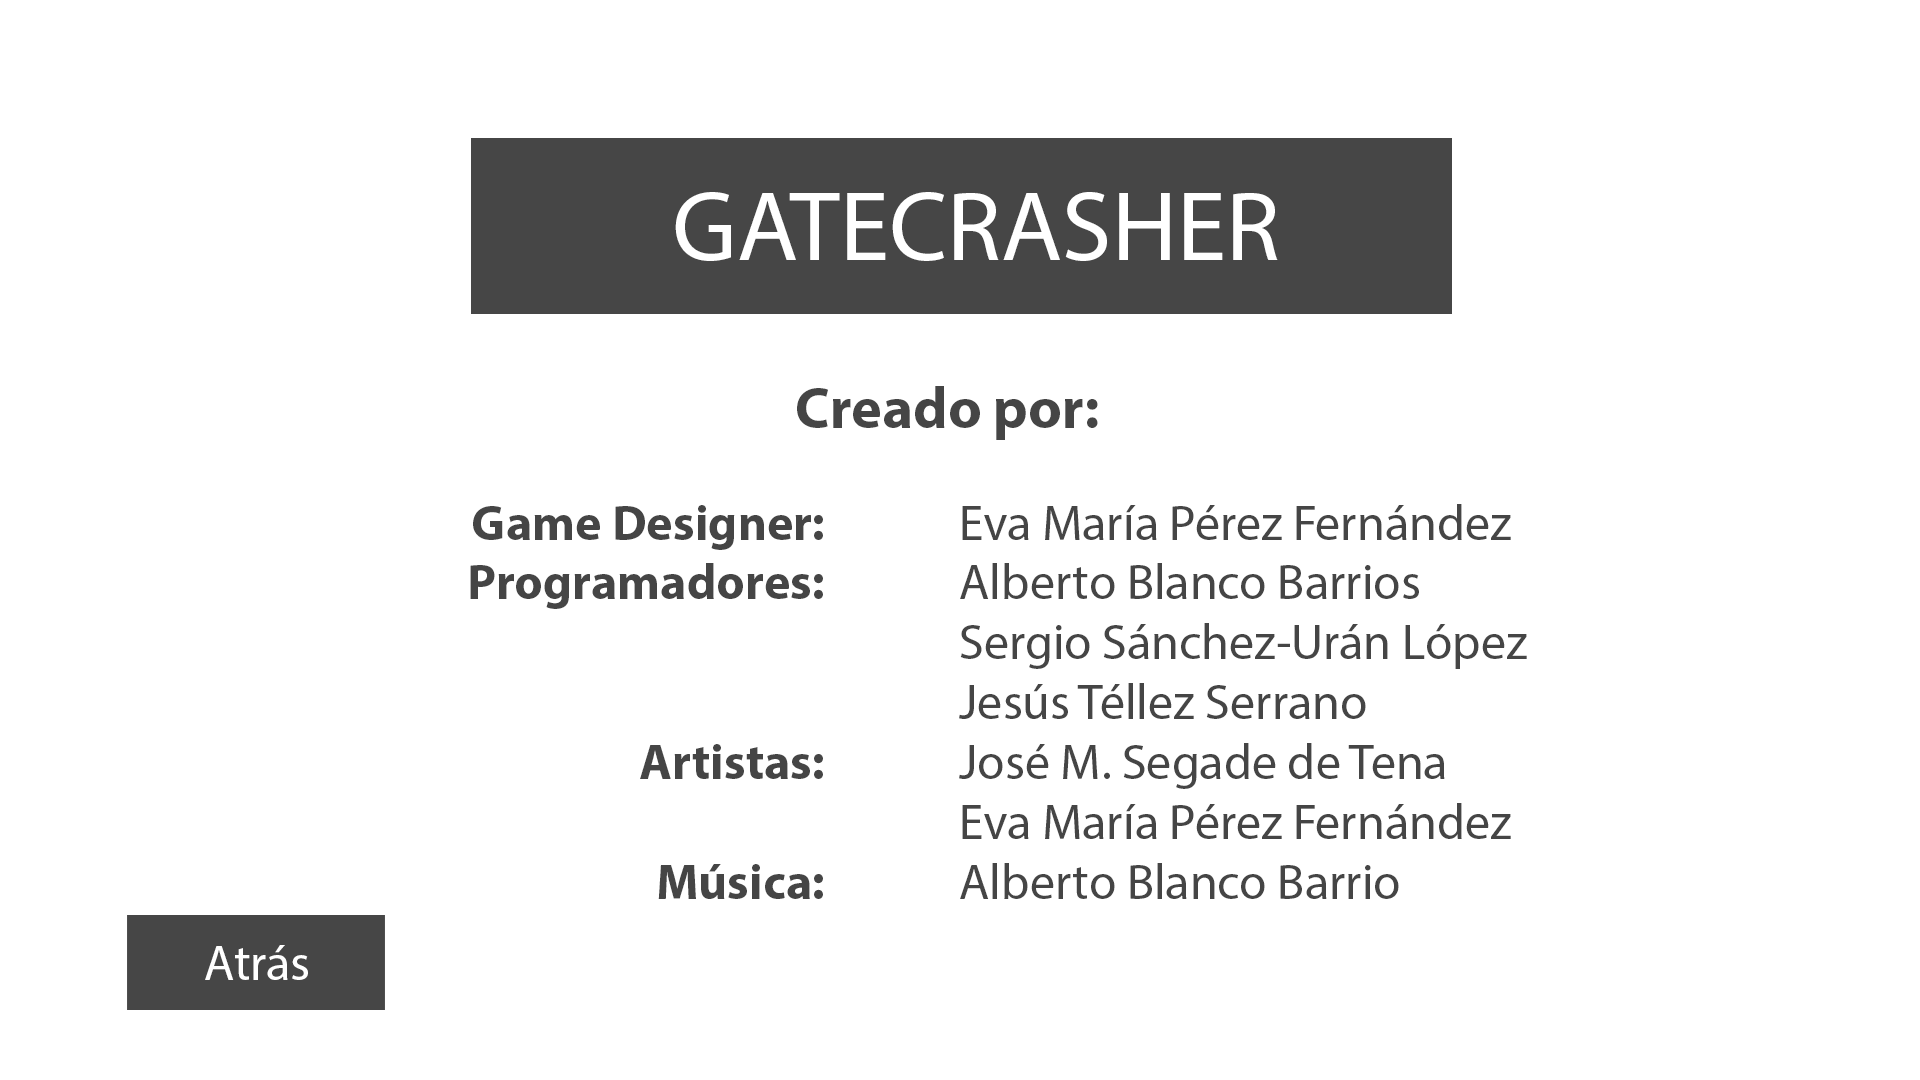 GATECRASHER
Creado por:
Game Designer: Eva María Pérez Fernández
Programadores: Alberto Blanco Barrios
Sergio Sánchez-Urán López
Jesús Téllez Serrano
Artistas: José M. Segade de Tena
Eva María Pérez Fernández
Música: Alberto Blanco Barrio
Atrás